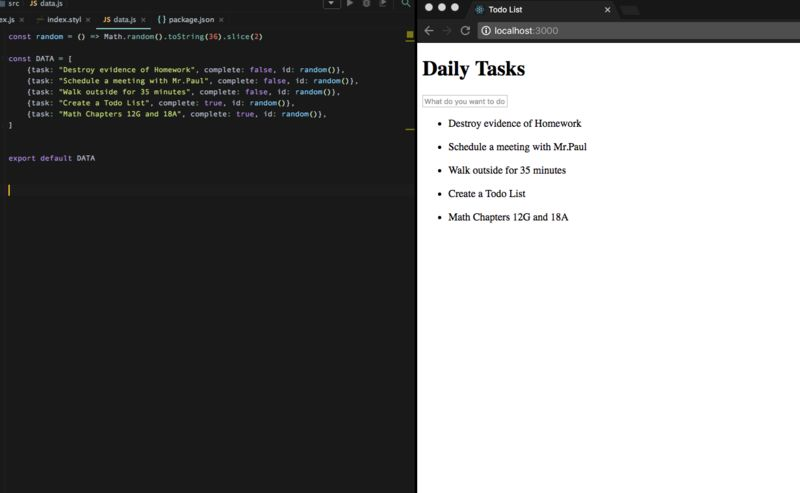 src
JS data.js
ex.js
index.styl
JS data.js
{ } package.json
const random = () => Math.random().toString(36).slice(2)
const DATA = [
{task: "Destroy evidence of Homework", complete: false, id: random()},
{task: "Schedule a meeting with Mr.Paul", complete: false, id: random()},
{task: "Walk outside for 35 minutes", complete: false, id: random()},
{task: "Create a Todo List", complete: true, id: random()},
{task: "Math Chapters 12G and 18A", complete: true, id: random()},
]
export default DATA
Todo List
localhost:3000
Daily Tasks
What do you want to do
• Destroy evidence of Homework
• Schedule a meeting with Mr.Paul
• Walk outside for 35 minutes
• Create a Todo List
• Math Chapters 12G and 18A